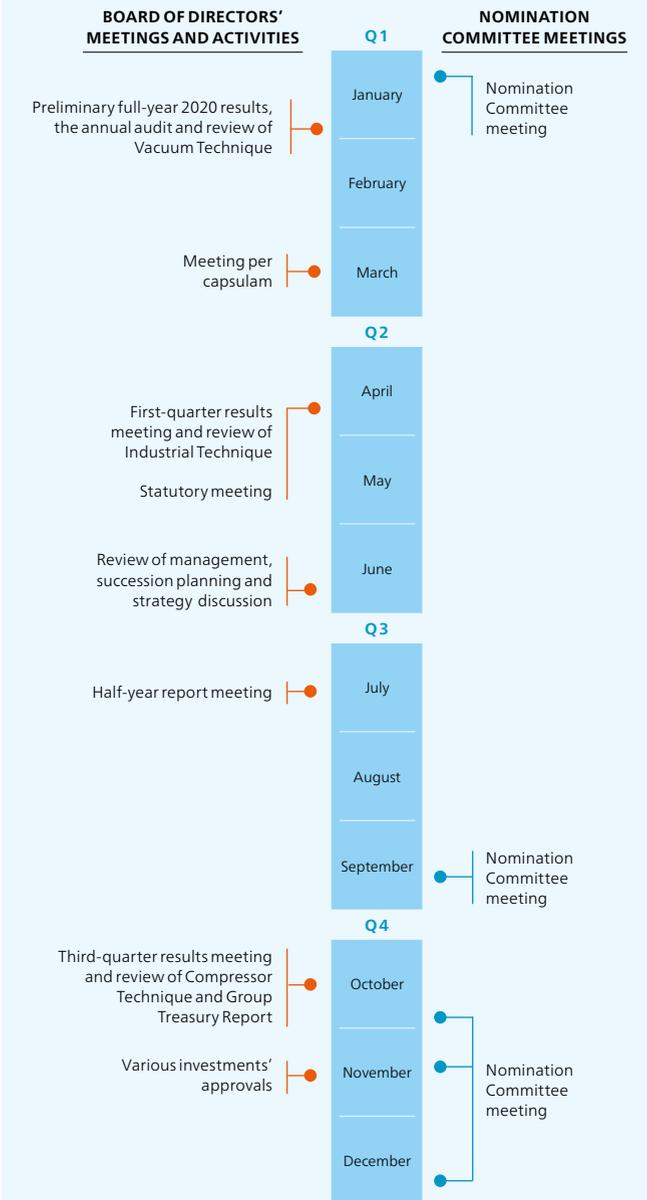 BOARD OF DIRECTORS’
MEETINGS AND ACTIVITIES
NOMINATION
COMMITTEE MEETINGS
Q1
January
Nomination
Committee
meeting
Preliminary full-year 2020 results,
the annual audit and review of
Vacuum Technique
February
Meeting per
capsulam
March
Q2
April
First-quarter results
meeting and review of
Industrial Technique
Statutory meeting
May
Review of management,
succession planning and
strategy discussion
June
Q3
Half-year report meeting
July
August
September
Nomination
Committee
meeting
Q4
Third-quarter results meeting
and review of Compressor
Technique and Group
Treasury Report
October
Various investments’
approvals
November
Nomination
Committee
meeting
December